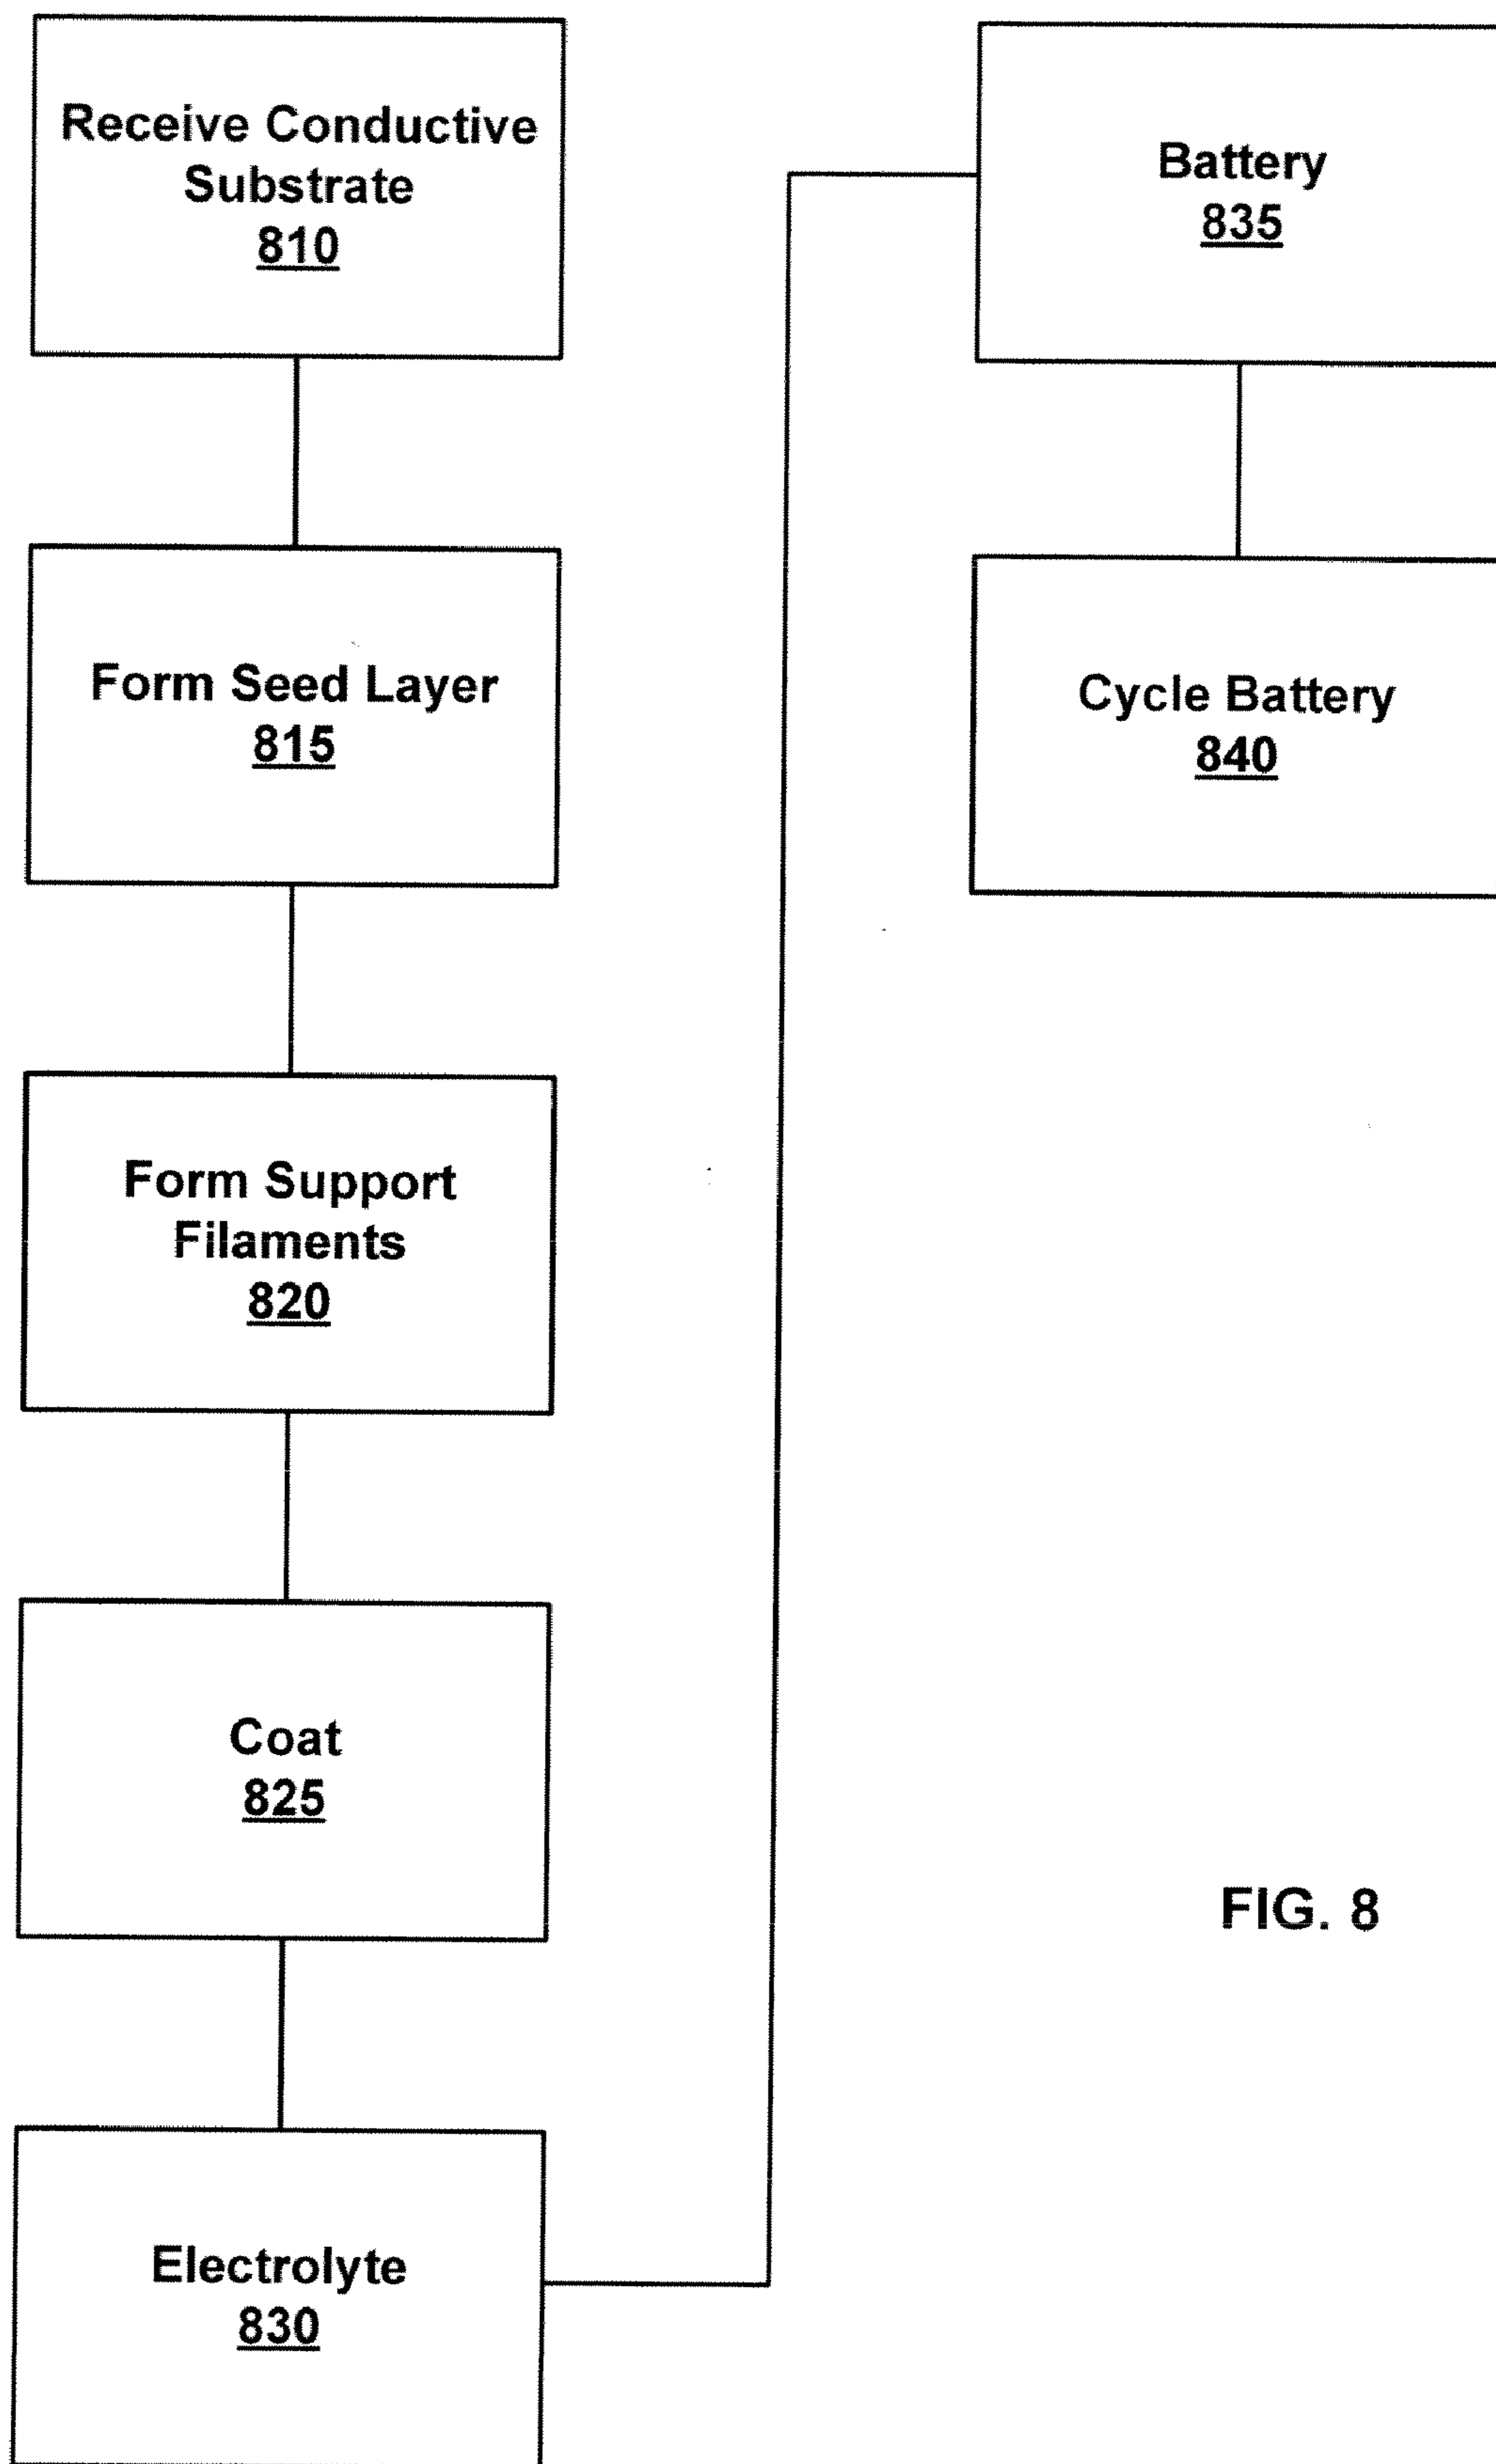 Receive Conductive
Substrate
810
Form Seed Layer
815
Form Support
Filaments
820
Coat
825
Electrolyte
830
Battery
835
Cycle Battery
840
FIG. 8